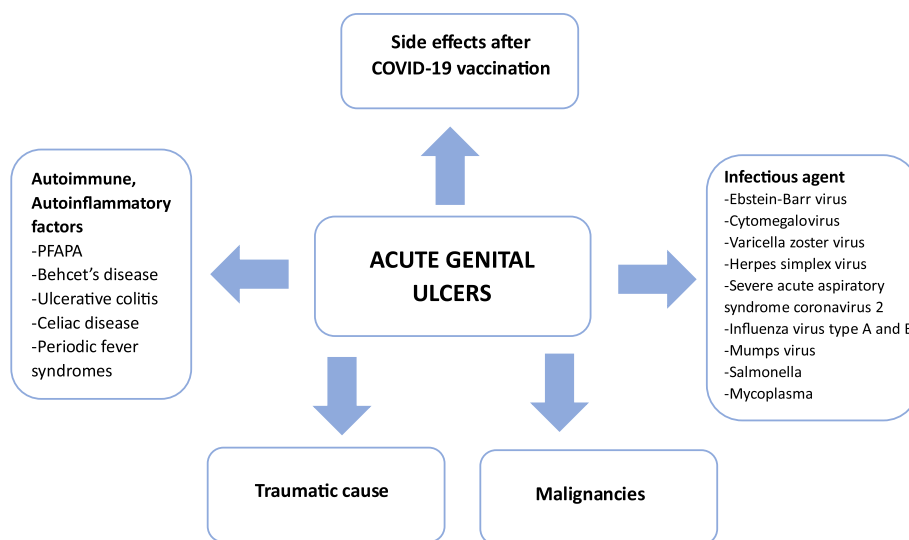 Side effects after
COVID-19 vaccination
Autoimmune,
Autoinflammatory
factors
-PFAPA
-Behcet’s disease
-Ulcerative colitis
-Celiac disease
-Periodic fever
syndromes
ACUTE GENITAL
ULCERS
Infectious agent
-Ebstein-Barr virus
-Cytomegalovirus
-Varicella zoster virus
-Herpes simplex virus
-Severe acute aspiratory
syndrome coronavirus 2
-Influenza virus type A and B
-Mumps virus
-Salmonella
-Mycoplasma
Traumatic cause
Malignancies